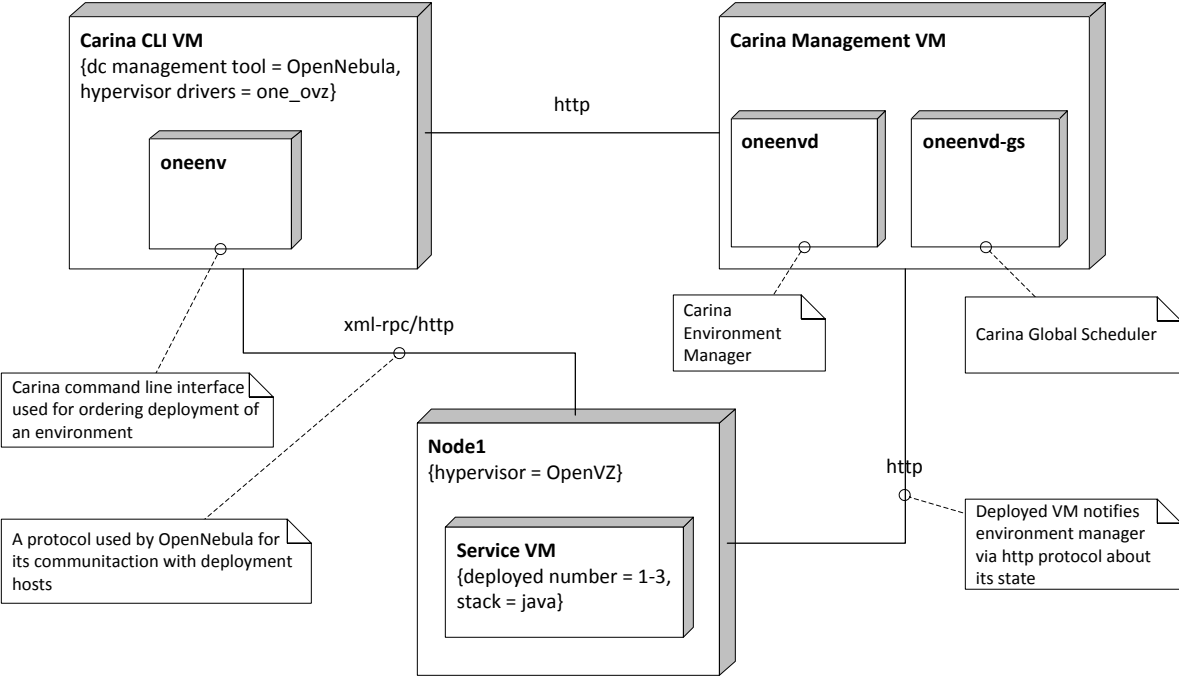 Carina CLI VM
{dc management tool = OpenNebula,
hypervisor drivers = one_ovz}
oneenv
http
Carina Management VM
oneenvd
oneenvd-gs
Carina
Environment
Manager
Carina Global Scheduler
xml-rpc/http
Carina command line interface
used for ordering deployment of
an environment
Node1
{hypervisor = OpenVZ}
Service VM
{deployed number = 1-3,
stack = java}
http
A protocol used by OpenNebula for
its communitaction with deployment
hosts
Deployed VM notifies
environment manager
via http protocol about
its state